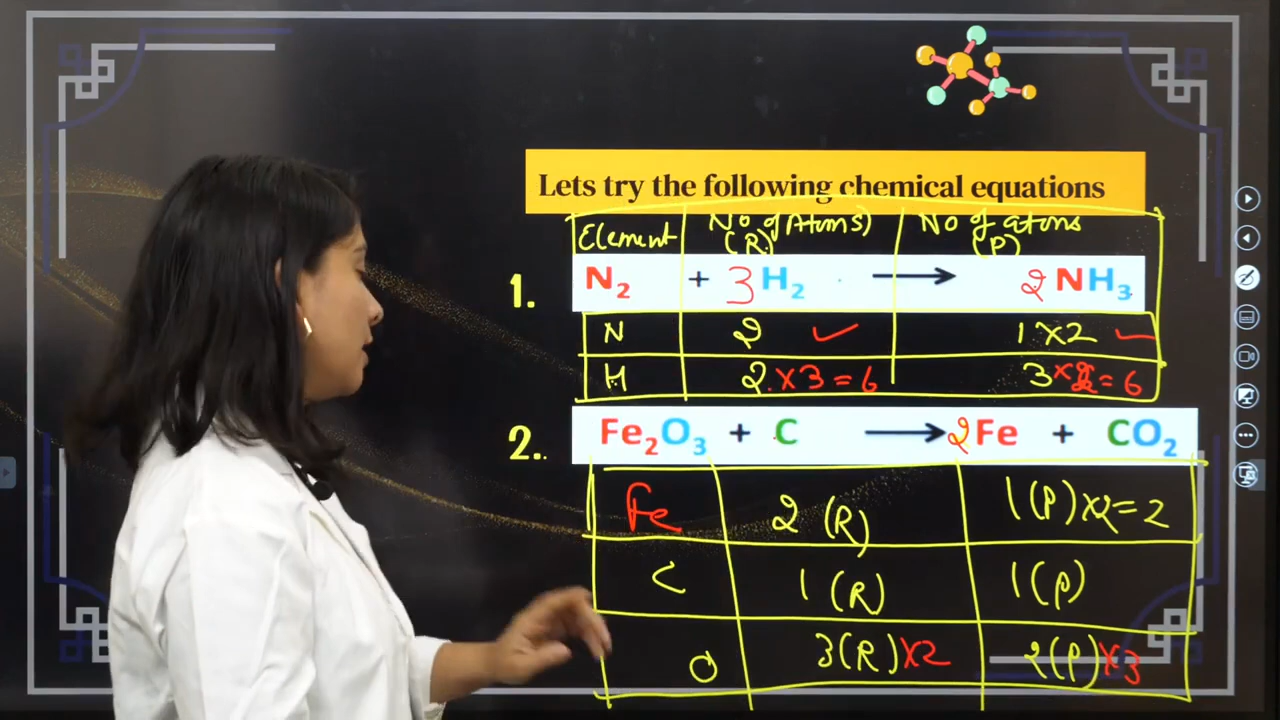 Lets try the following chemical equations
Element No of Atoms) No of atoms
(R) (P)
1. N₂ + 3H₂ → 2NH₃
N 2 ✓ 1×2 ✓
H 2.×3=6 3×2=6
2.. Fe₂O₃ + C → 2Fe + CO₂
Fe 2 (R) 1(P)×2=2
C 1 (R) 1(P)
O 3(R)×2 2(P)×3